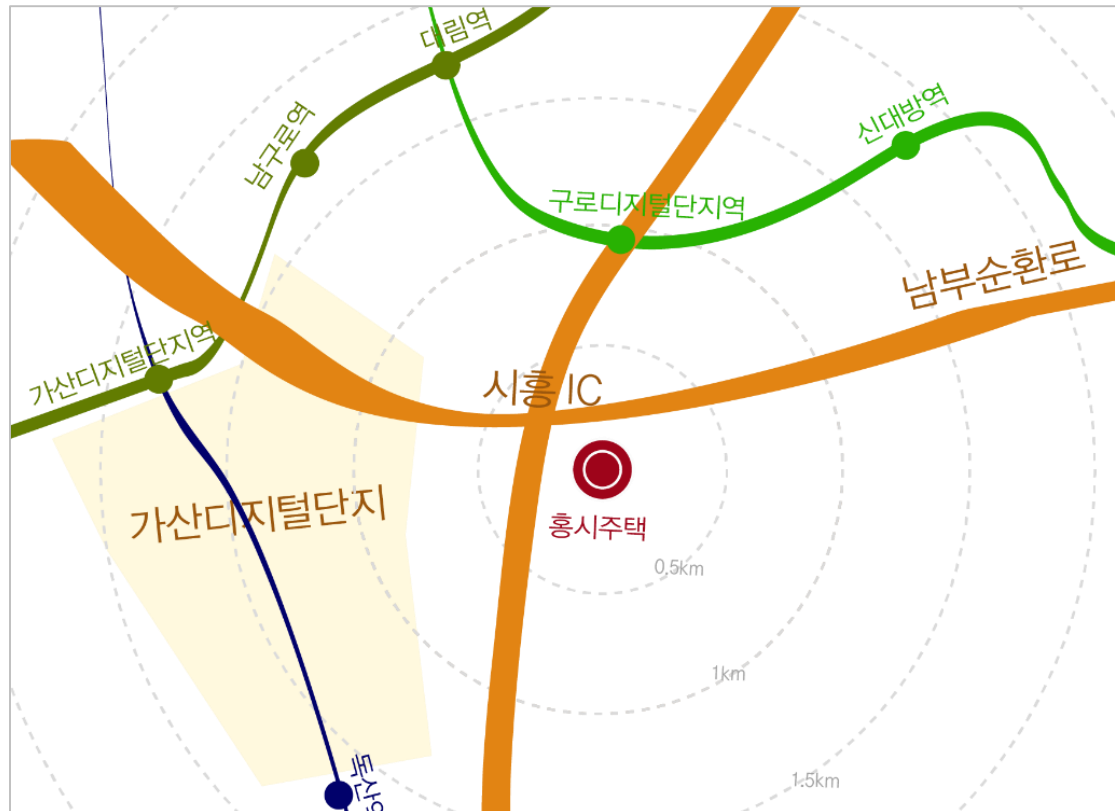 대림역
남구로역
신대방역
구로디지털단지역
남부순환로
가산디지털단지역
시흥 IC
가산디지털단지
홍시주택
0.5km
1km
1.5km